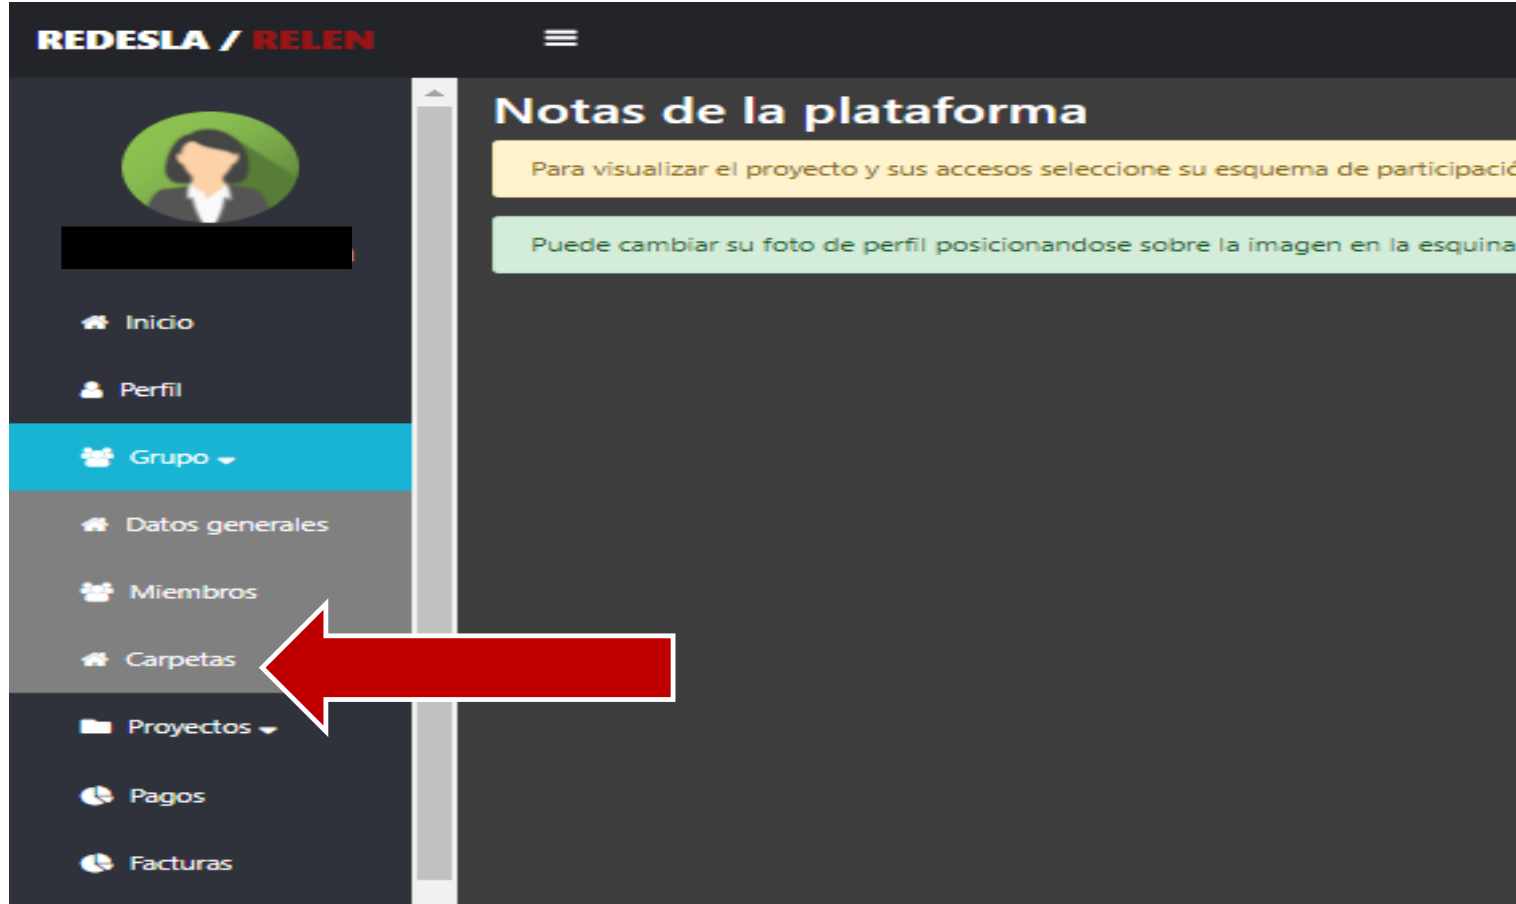 REDESLA / RELEN
Notas de la plataforma
Para visualizar el proyecto y sus accesos seleccione su esquema de participació
Puede cambiar su foto de perfil posicionandose sobre la imagen en la esquina
Inicio
Perfil
Grupo
Datos generales
Miembros
Carpetas
Proyectos
Pagos
Facturas